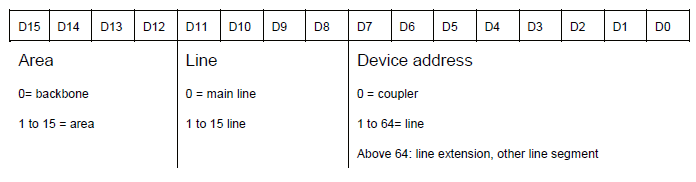 D15 D14 D13 D12 D11 D10 D9 D8 D7 D6 D5 D4 D3 D2 D1 D0
Area Line Device address
0= backbone 0 = main line 0 = coupler
1 to 15 = area 1 to 15 line 1 to 64= line
Above 64: line extension, other line segment